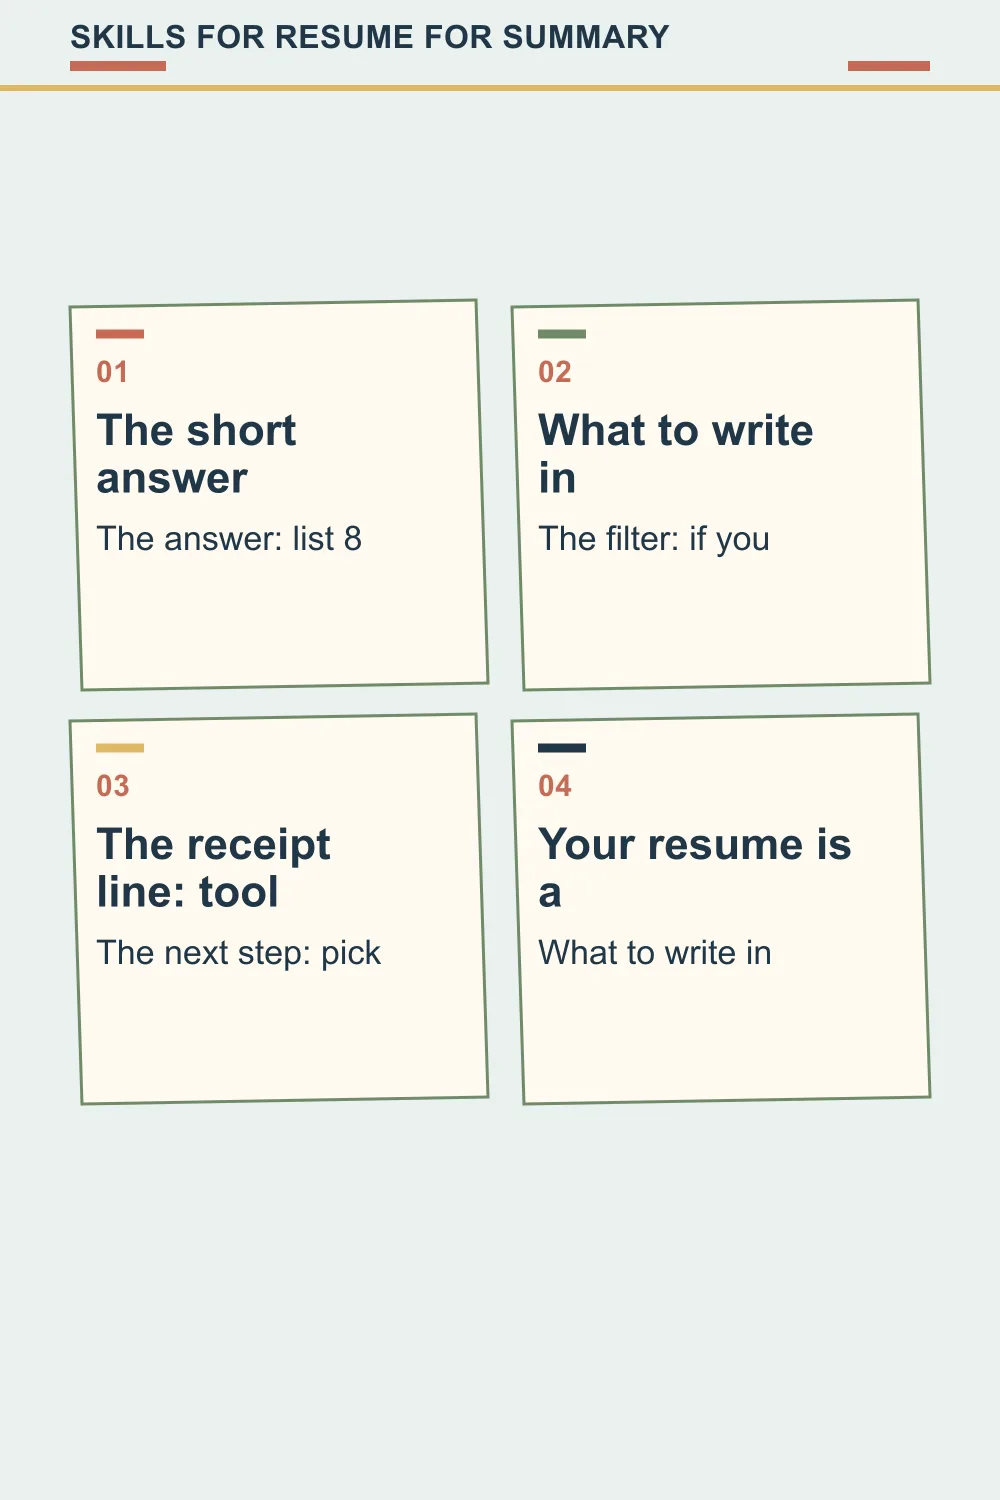 SKILLS FOR RESUME FOR SUMMARY
01
The short
answer
The answer: list 8
02
What to write
in
The filter: if you
03
The receipt
line: tool
The next step: pick
04
Your resume is
a
What to write in